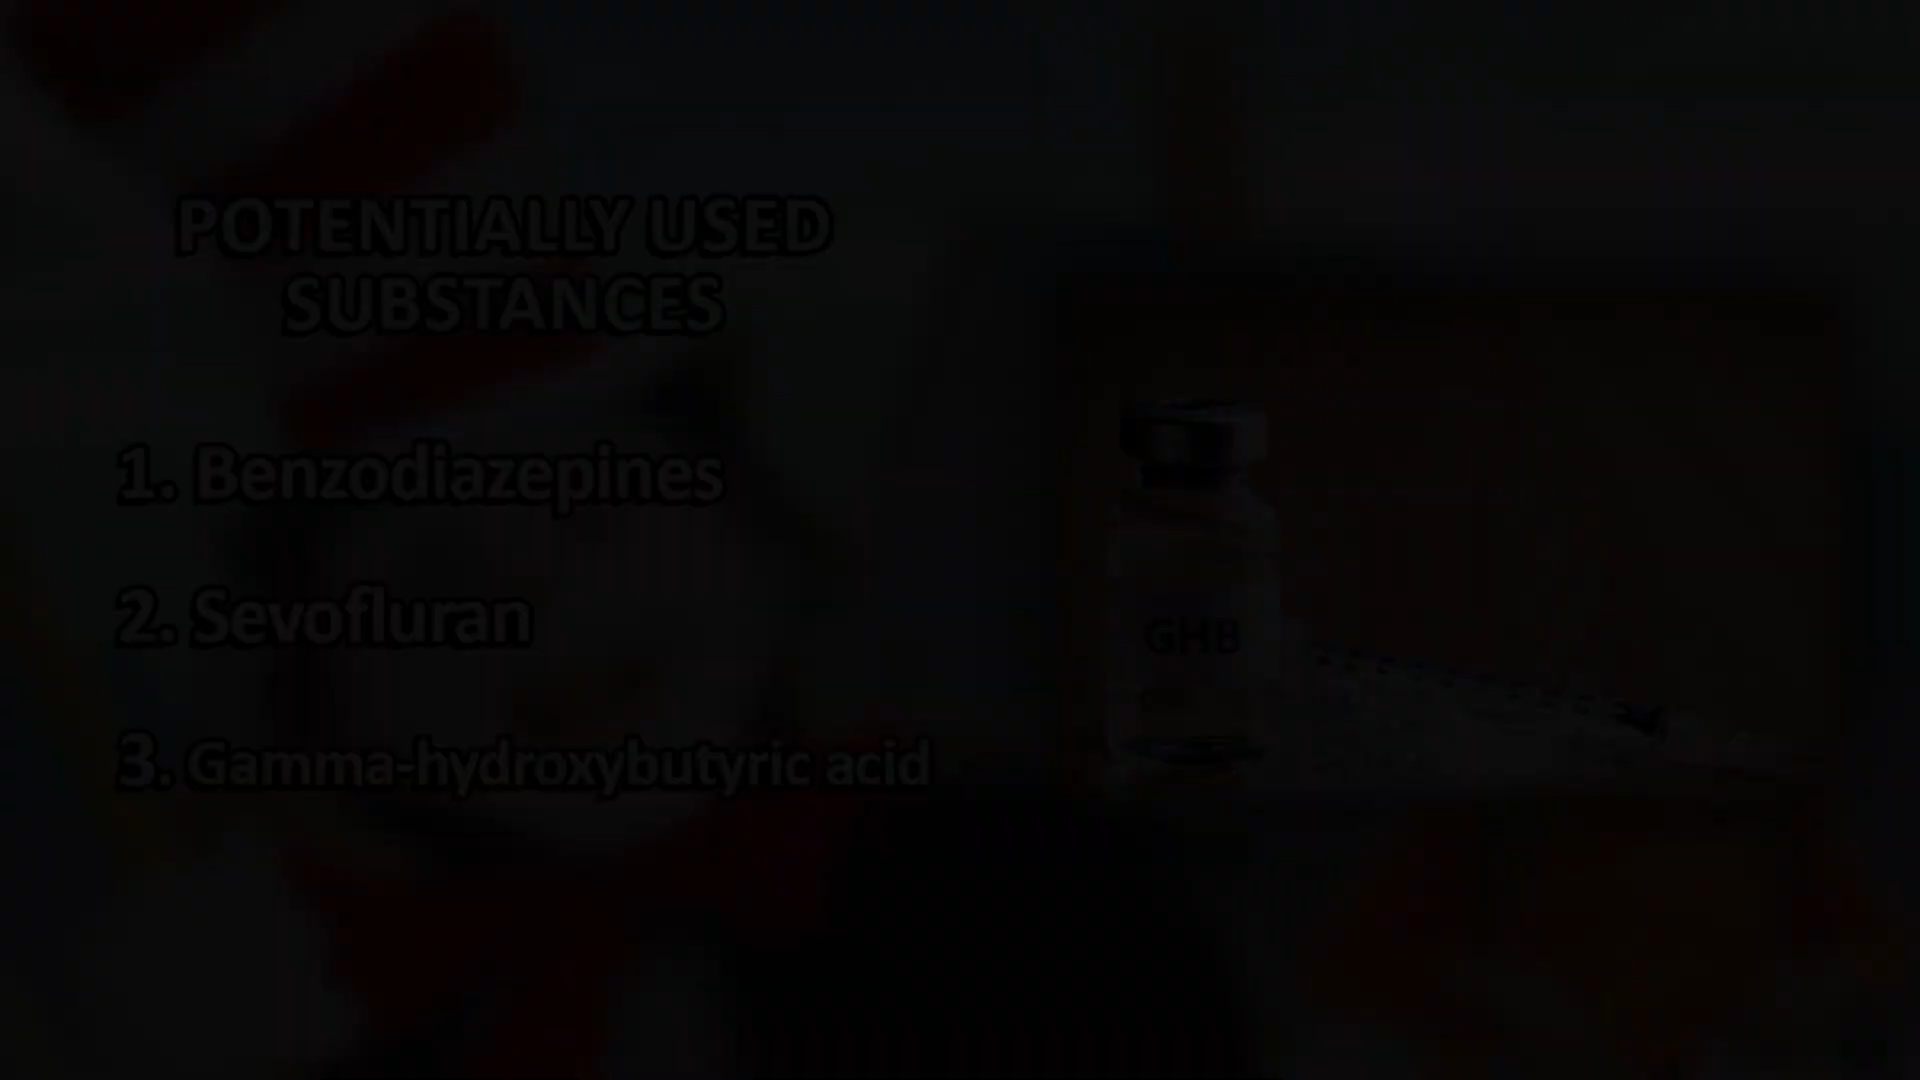 POTENTIALLY USED
SUBSTANCES
1. Benzodiazepines
2. Sevofluran
3. Gamma-hydroxybutyric acid
GHB